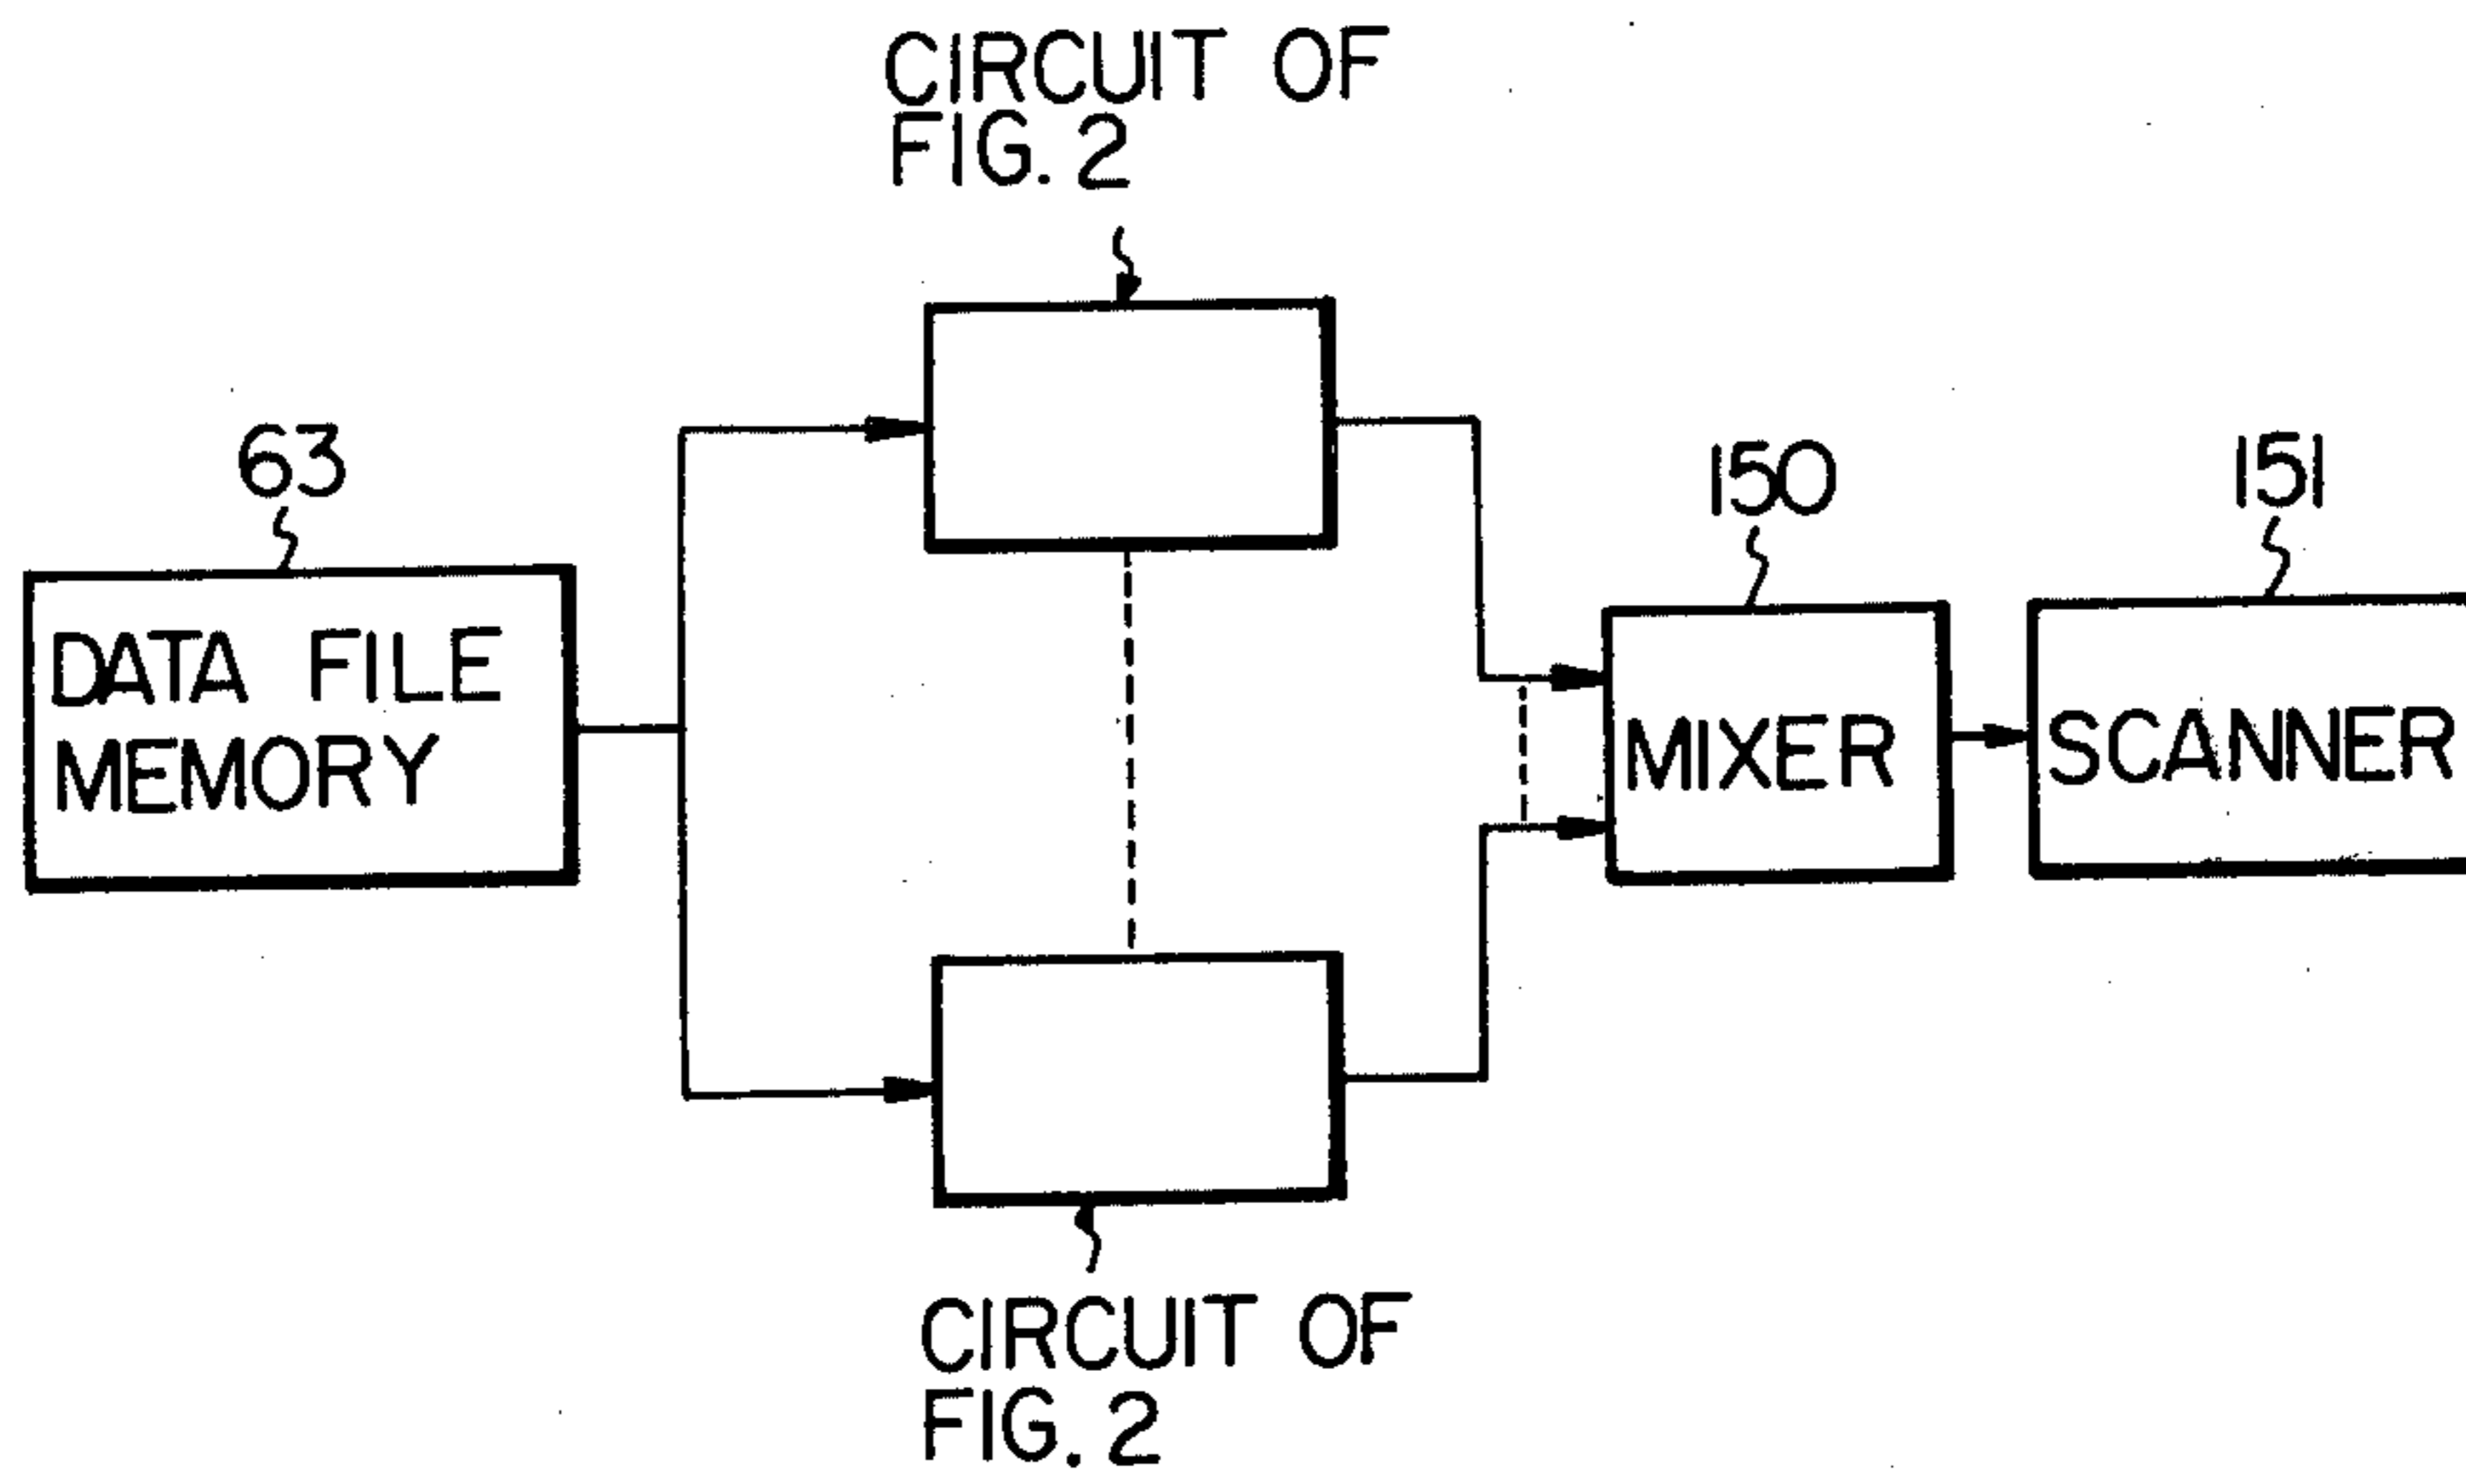 CIRCUIT OF
FIG. 2
63
150
151
DATA FILE
MEMORY
MIXER
SCANNER
CIRCUIT OF
FIG. 2